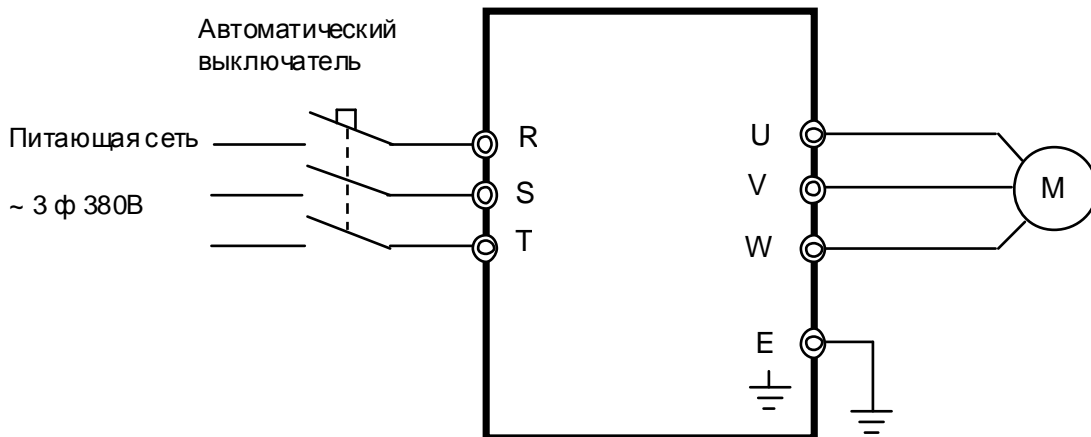 Автоматический
выключатель
Питающая сеть
~ 3 ф 380В
R
S
T
U
V
W
E
M